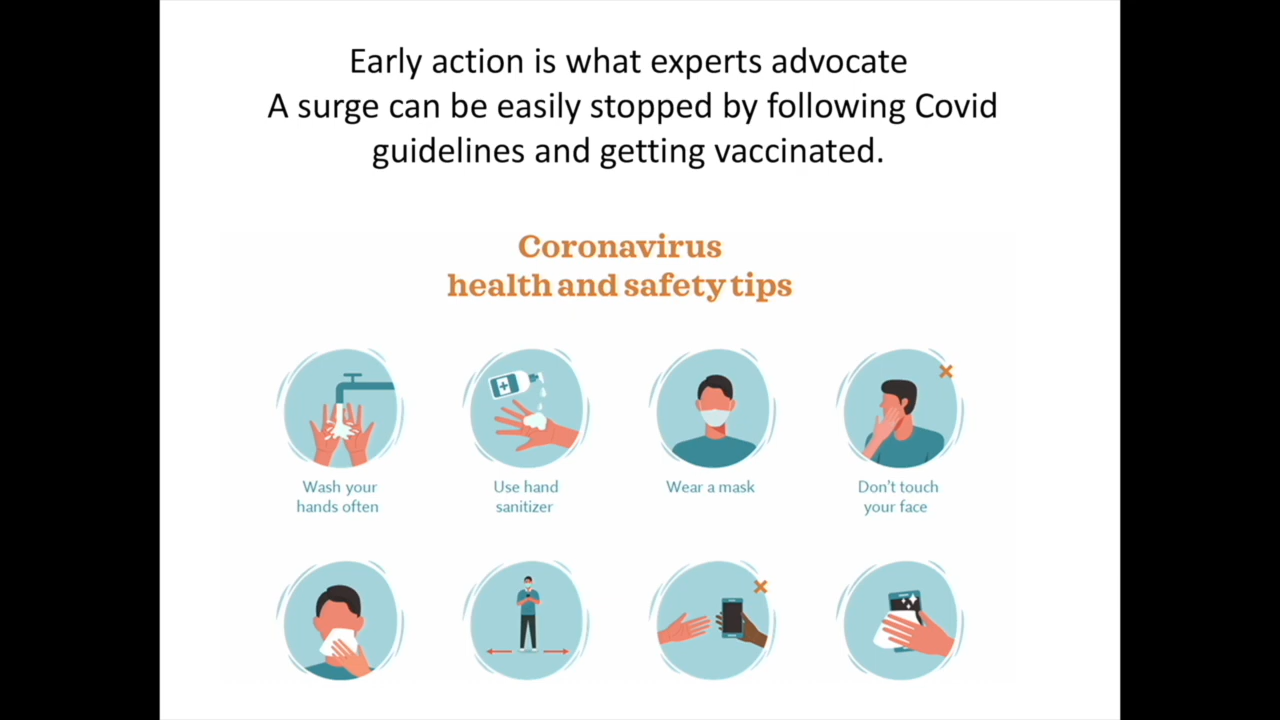 Early action is what experts advocate
A surge can be easily stopped by following Covid
guidelines and getting vaccinated.
Coronavirus
health and safety tips
Wash your
hands often
Use hand
sanitizer
Wear a mask
Don't touch
your face